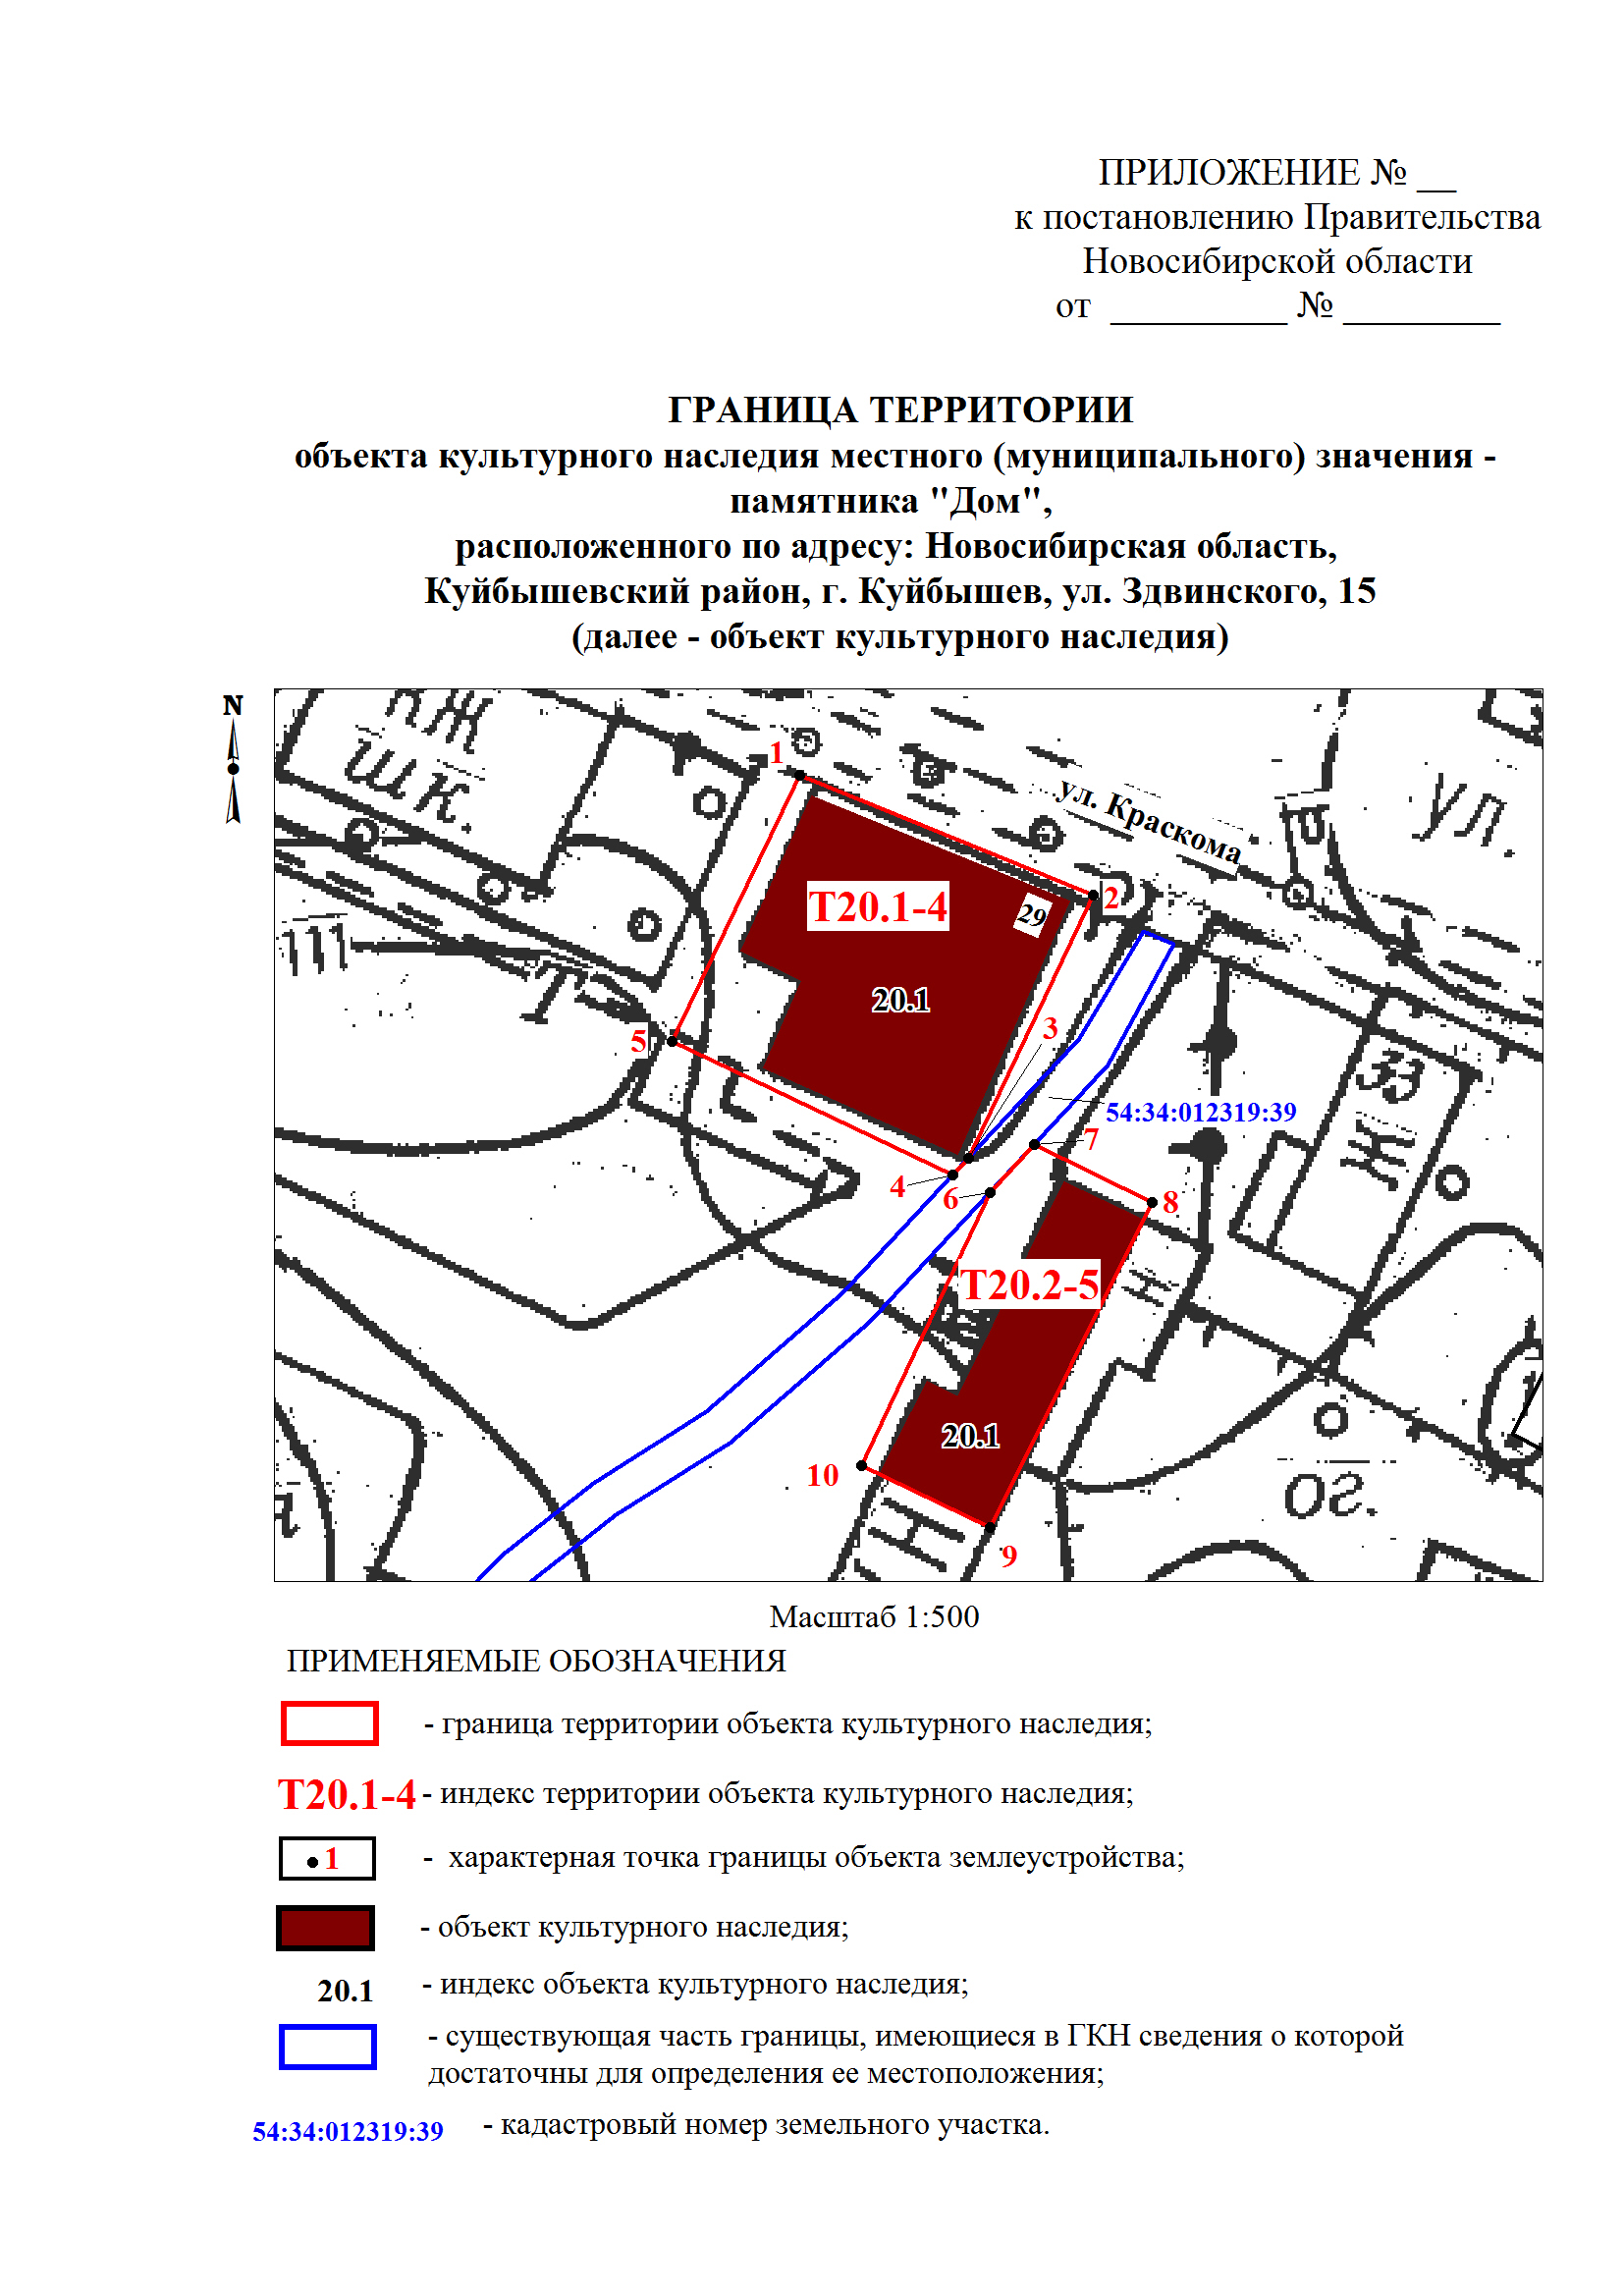 ПРИЛОЖЕНИЕ № __
к постановлению Правительства
Новосибирской области
от _________ № ________
ГРАНИЦА ТЕРРИТОРИИ
объекта культурного наследия местного (муниципального) значения -
памятника "Дом",
расположенного по адресу: Новосибирская область,
Куйбышевский район, г. Куйбышев, ул. Здвинского, 15
(далее - объект культурного наследия)
N
пж
шк.
1
ул. Краскома
ул.
Т20.1-4
29
2
20.1
3
5
54:34:012319:39
7
4
6
8
Т20.2-5
Н
20.1
10
ог.
Н
9
Масштаб 1:500
ПРИМЕНЯЕМЫЕ ОБОЗНАЧЕНИЯ
- граница территории объекта культурного наследия;
Т20.1-4 - индекс территории объекта культурного наследия;
1 - характерная точка границы объекта землеустройства;
- объект культурного наследия;
20.1 - индекс объекта культурного наследия;
- существующая часть границы, имеющиеся в ГКН сведения о которой
достаточны для определения ее местоположения;
54:34:012319:39 - кадастровый номер земельного участка.